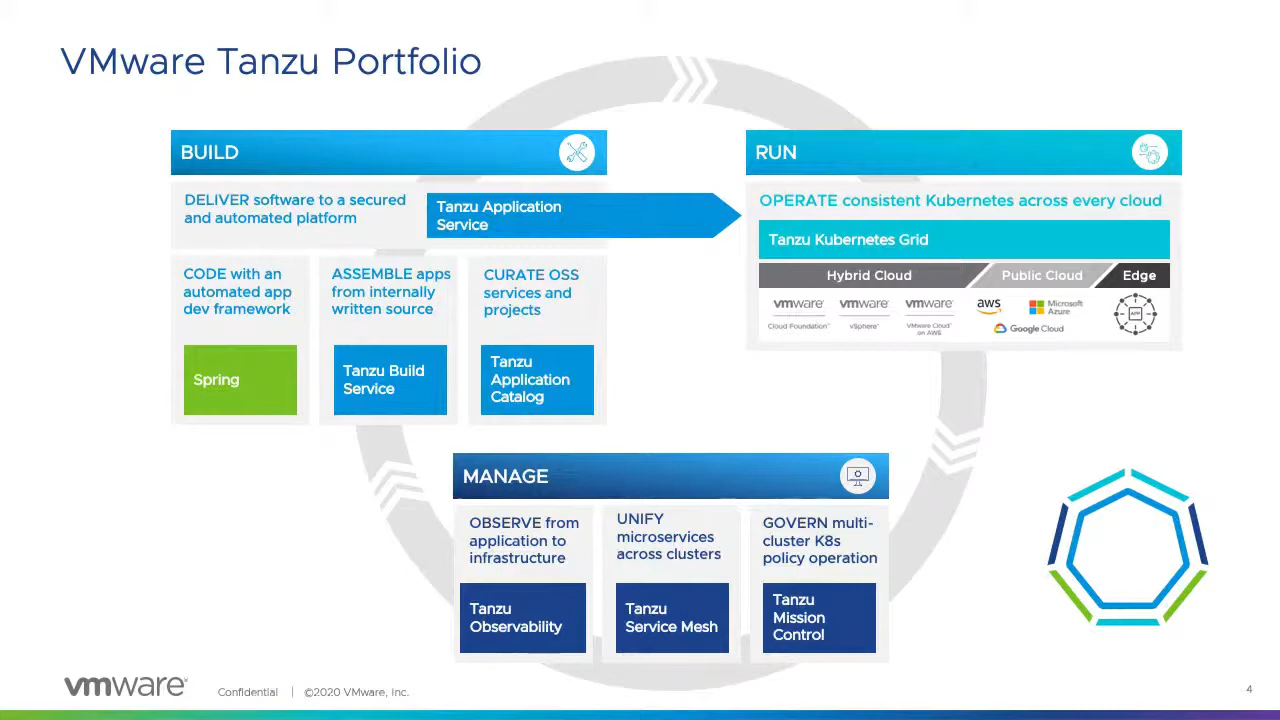 VMware Tanzu Portfolio
BUILD
DELIVER software to a secured
and automated platform
Tanzu Application
Service
CODE with an
automated app
dev framework
Spring
ASSEMBLE apps
from internally
written source
Tanzu Build
Service
CURATE OSS
services and
projects
Tanzu
Application
Catalog
RUN
OPERATE consistent Kubernetes across every cloud
Tanzu Kubernetes Grid
Hybrid Cloud
Public Cloud
Edge
vmware
Cloud Foundation™
vmware
vSphere®
vmware
VMware Cloud™
on AWS
aws
Microsoft
Azure
Google Cloud
APP
MANAGE
OBSERVE from
application to
infrastructure
Tanzu
Observability
UNIFY
microservices
across clusters
Tanzu
Service Mesh
GOVERN multi-
cluster K8s
policy operation
Tanzu
Mission
Control
vmware®
Confidential | ©2020 VMware, Inc.
4